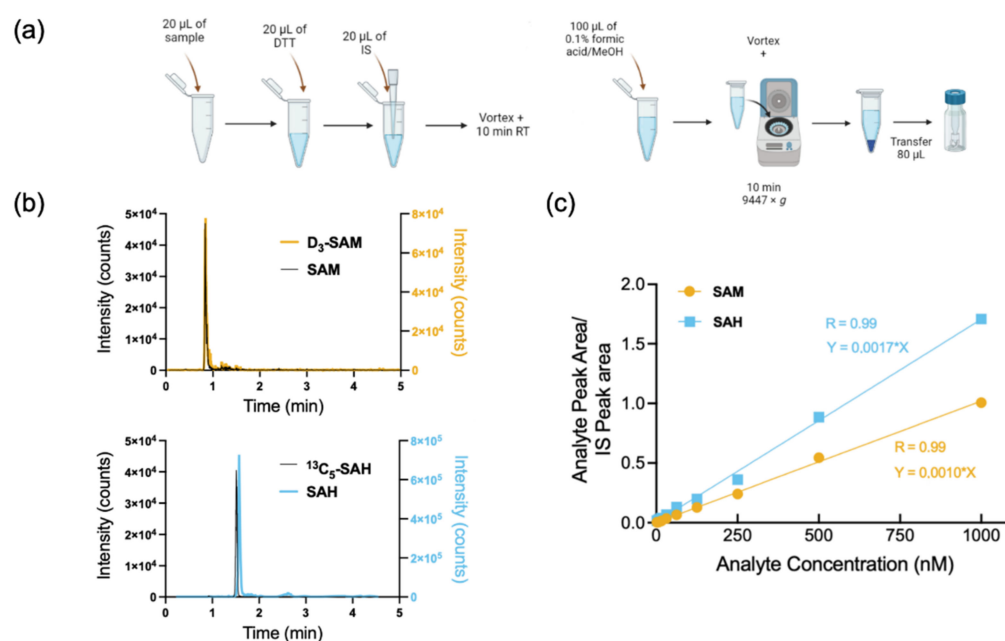 (a)
20 µL of
sample
20 µL of
DTT
20 µL of
IS
Vortex +
10 min RT
100 µL of
0.1% formic
acid/MeOH
Vortex
+
10 min
9447 × g
Transfer
80 µL
(b)
5×10⁴
4×10⁴
3×10⁴
2×10⁴
1×10⁴
0
Intensity (counts)
D₃-SAM
SAM
8×10⁴
6×10⁴
4×10⁴
2×10⁴
0
Intensity (counts)
0 1 2 3 4 5
Time (min)
5×10⁴
4×10⁴
3×10⁴
2×10⁴
1×10⁴
0
Intensity (counts)
¹³C₅-SAH
SAH
8×10⁵
6×10⁵
4×10⁵
2×10⁵
0
Intensity (counts)
0 1 2 3 4 5
Time (min)
(c)
2.0
1.5
1.0
0.5
0.0
Analyte Peak Area/
IS Peak area
SAM
SAH
R = 0.99
Y = 0.0017*X
R = 0.99
Y = 0.0010*X
0 250 500 750 1000
Analyte Concentration (nM)